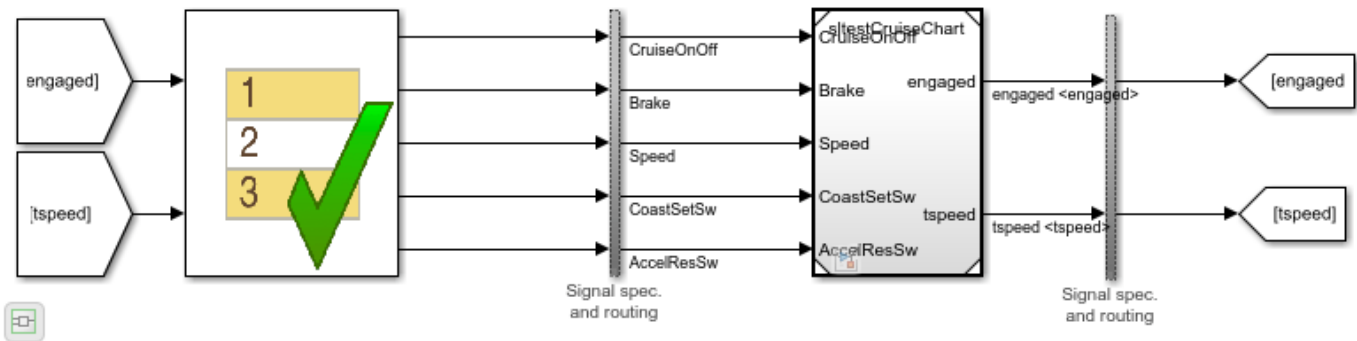 engaged]
[tspeed]
1
2
3
CruiseOnOff
Brake
Speed
CoastSetSw
AccelResSw
Signal spec.
and routing
sltestCruiseChart
CruiseOnOff
Brake
Speed
CoastSetSw
AccelResSw
engaged
tspeed
engaged <engaged>
tspeed <tspeed>
Signal spec.
and routing
[engaged
[tspeed]